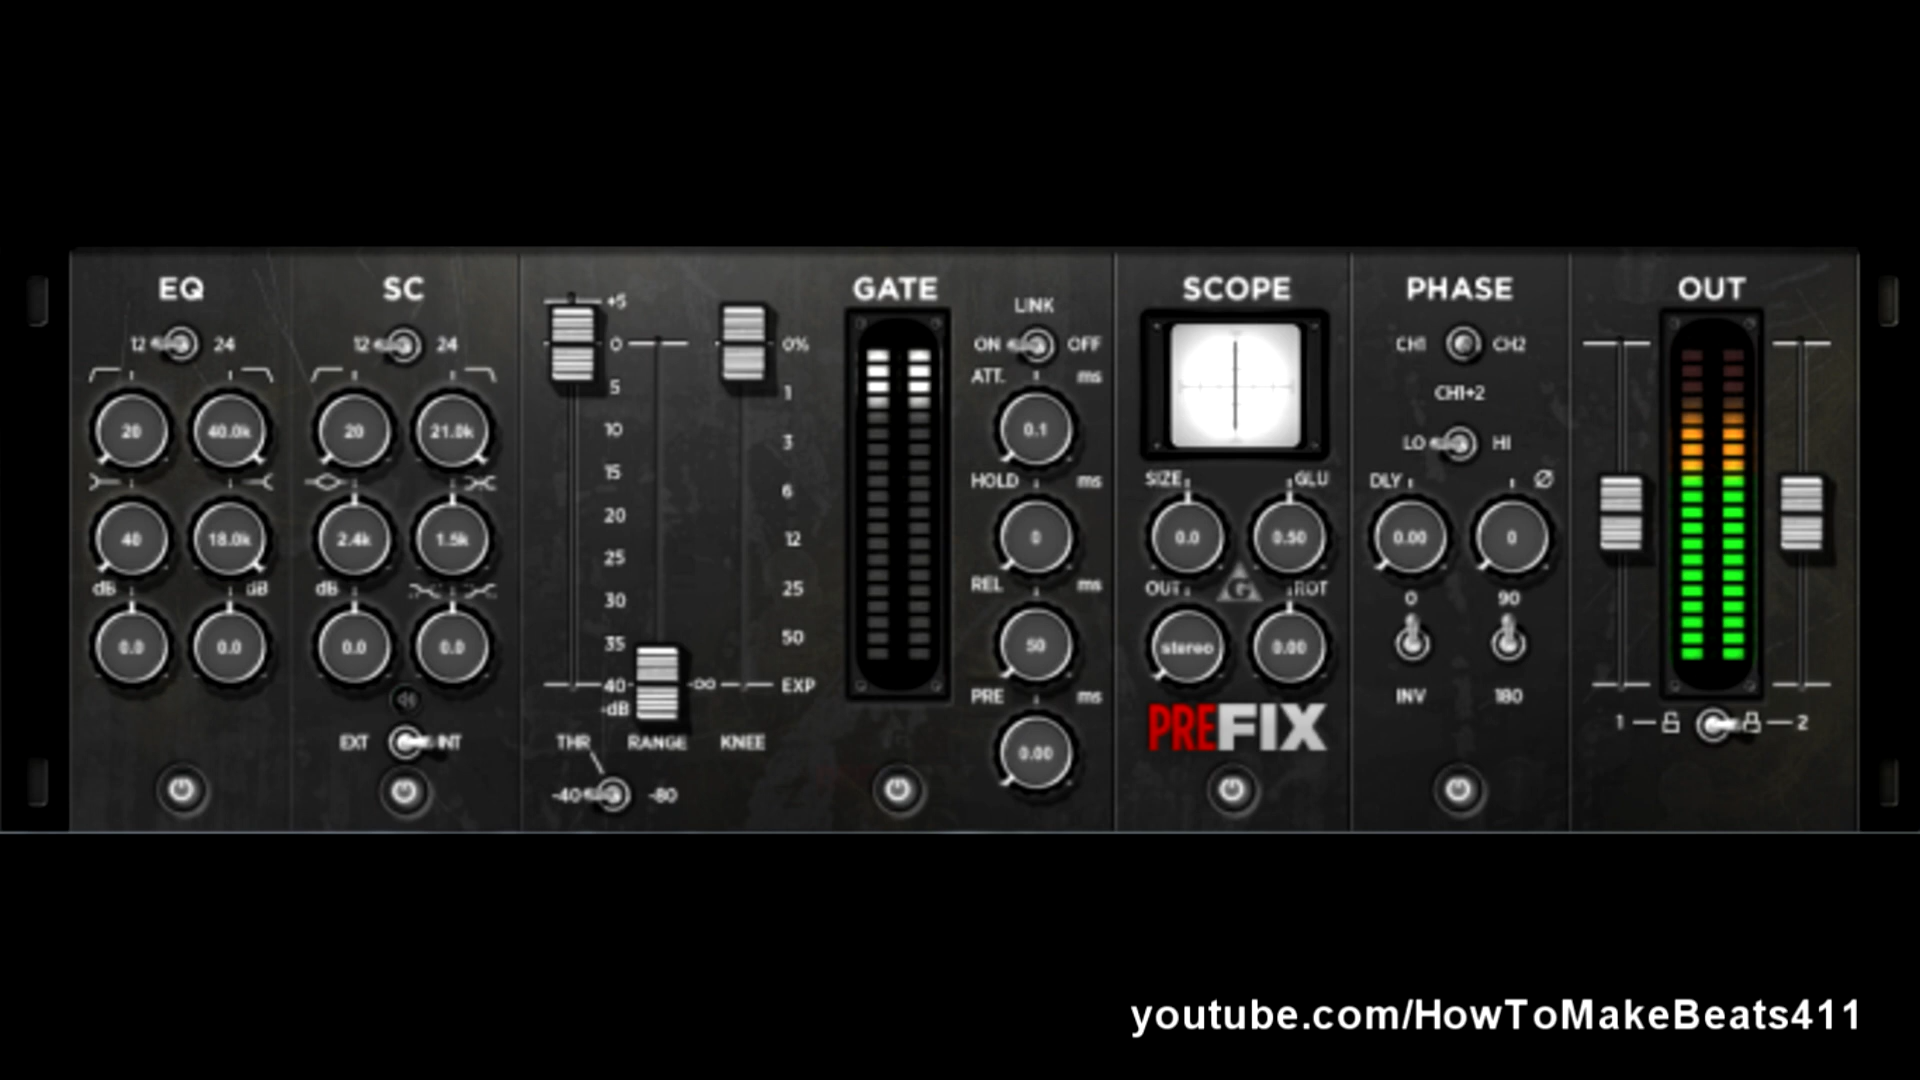 EQ
12 24
20 40.0k
40 18.0k
dB dB
0.0 0.0
SC
12 24
20 21.0k
2.4k 1.5k
dB
0.0 0.0
EXT INT
+5
0
5
10
15
20
25
30
35
40
-dB
THR
-40 -80
∞
RANGE
0%
1
3
6
12
25
50
EXP
KNEE
GATE
LINK
ON OFF
ATT. ms
0.1
HOLD ms
0
REL ms
50
PRE ms
0.00
SCOPE
SIZE GLU
0.0 0.50
OUT G ROT
stereo 0.00
PREFIX
PHASE
CH1 CH2
CH1+2
LO HI
DLY Ø
0.00 0
0 90
INV 180
OUT
1 2
youtube.com/HowToMakeBeats411